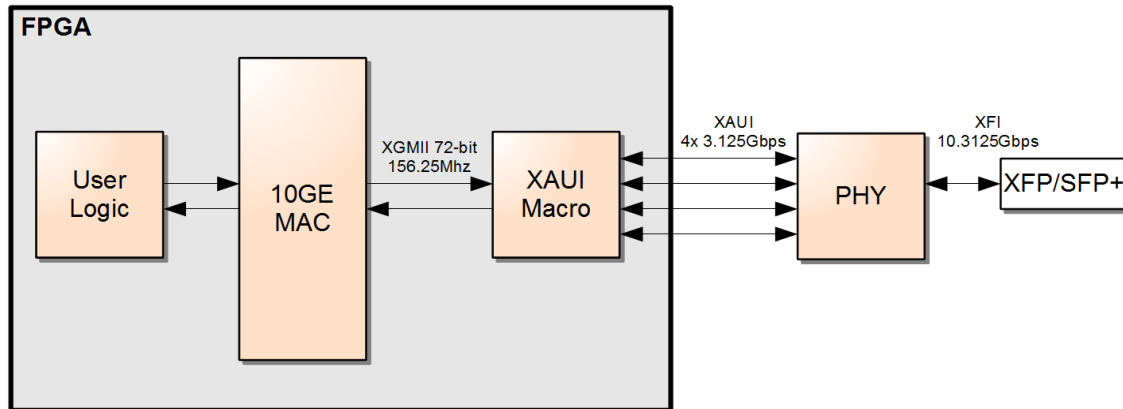 FPGA
User
Logic
10GE
MAC
XGMII 72-bit
156.25Mhz
XAUI
Macro
XAUI
4x 3.125Gbps
PHY
XFI
10.3125Gbps
XFP/SFP+